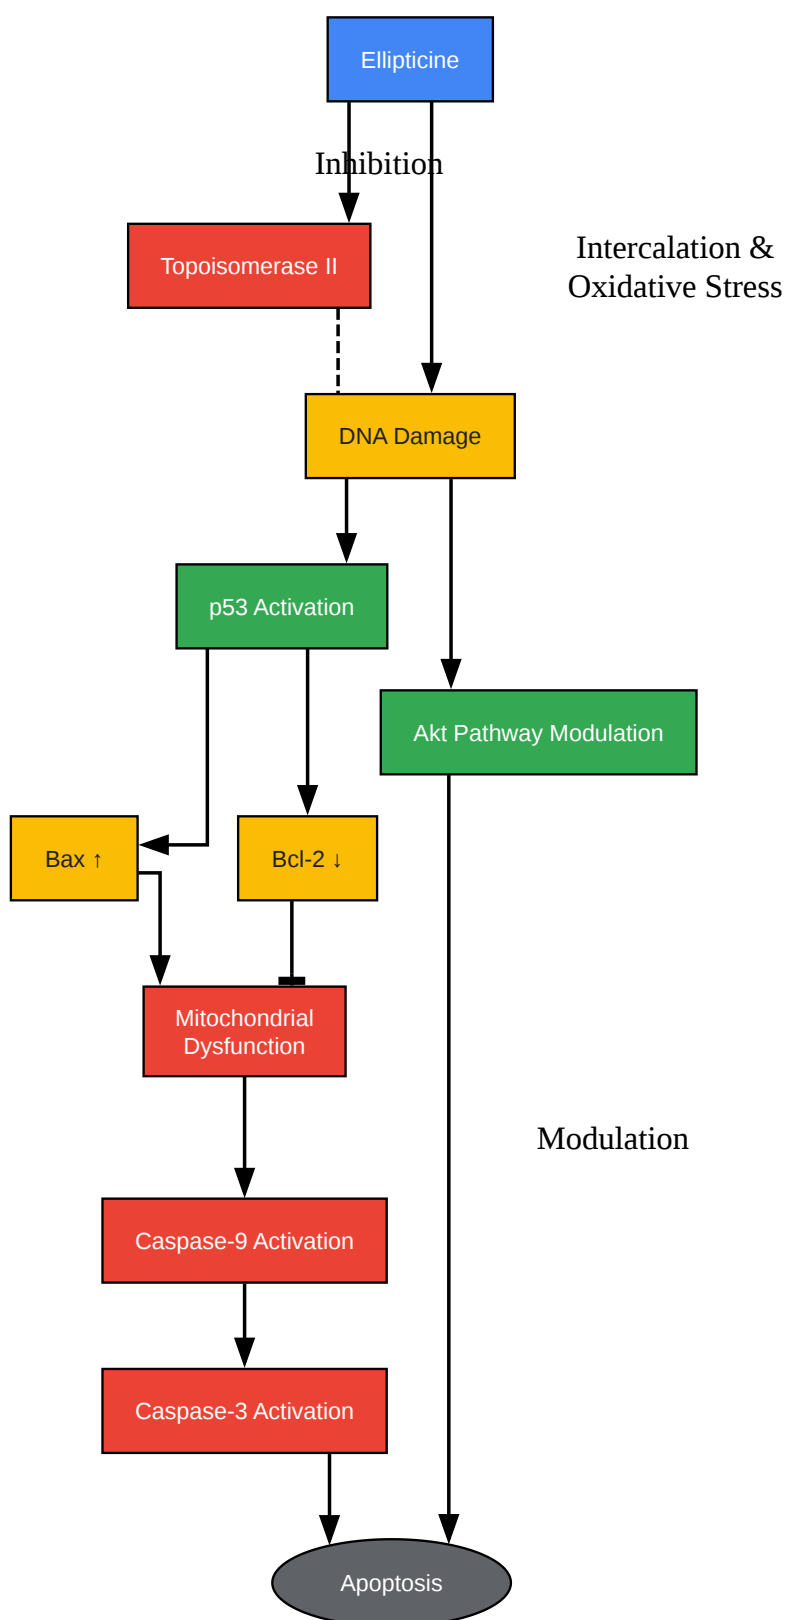 Ellipticine
Inhibition
Intercalation &
Oxidative Stress
Topoisomerase II
DNA Damage
p53 Activation
Akt Pathway Modulation
Bax ↑
Bcl-2 ↓
Mitochondrial
Dysfunction
Modulation
Caspase-9 Activation
Caspase-3 Activation
Apoptosis